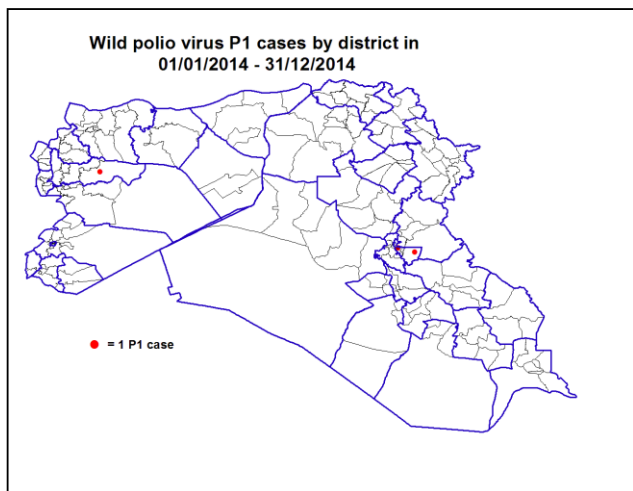 Wild polio virus P1 cases by district in
01/01/2014 - 31/12/2014
= 1 P1 case